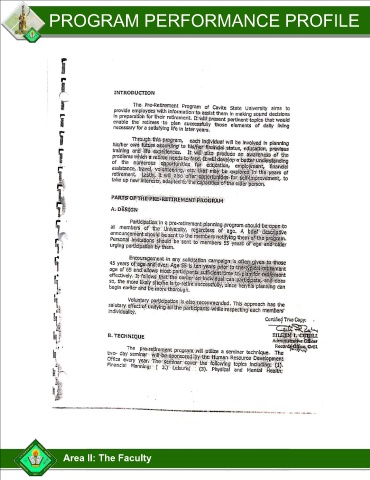 PROGRAM PERFORMANCE PROFILE
INTRODUCTION
The Pre-Retirement Program of Cavite State University aims to
provide employees with information to assist them in making sound decisions
in preparation for their retirement. It will present pertinent topics that would
enable the retirees to plan successfully those elements of daily living
necessary for a satisfying life in later years.
Through this program, each individual will be involved in planning
his/her own future according to his/her financial status, education, previous
training and life experiences. It will also produce an awareness of the
problems which a retiree needs to face. It will develop a better understanding
of the numerous opportunities for education, employment, financial
assistance, travel, volunteering, etc. that may be explored in the years of
retirement. Lastly, it will also offer opportunities for self-improvement, to
take up new interests, adapted to the capacities of the older person.
PARTS OF THE PRE-RETIREMENT PROGRAM
A. DESIGN
Participation in a pre-retirement planning program should be open to
all members of the University, regardless of age. A brief descriptive
announcement should be sent to the members notifying them of the program.
Personal invitations should be sent to members 55 years of age and older
urging participation by them.
Encouragement in any solicitation campaign is often given to those
45 years of age and over. Age 55 is ten years prior to the typical retirement
age of 65 and allows most participants sufficient time to plan for retirement
effectively. It follows that the earlier an individual can participate, and does
so, the more likely he/she is to retire successfully, since he/she planning can
begin earlier and be more thorough.
Voluntary participation is also recommended. This approach has the
salutary effect of unifying all the participants while respecting each members'
individuality.
Certified True Copy:
Administrative Officer
B. TECHNIQUE
The pre-retirement program will utilize a seminar technique. The
two-day seminar will be sponsored by the Human Resource Development
Office every year. The seminar cover the following topics including: (1).
Financial Planning; ( 2.) Leisure; (3). Physical and Mental Health;
Area II: The Faculty